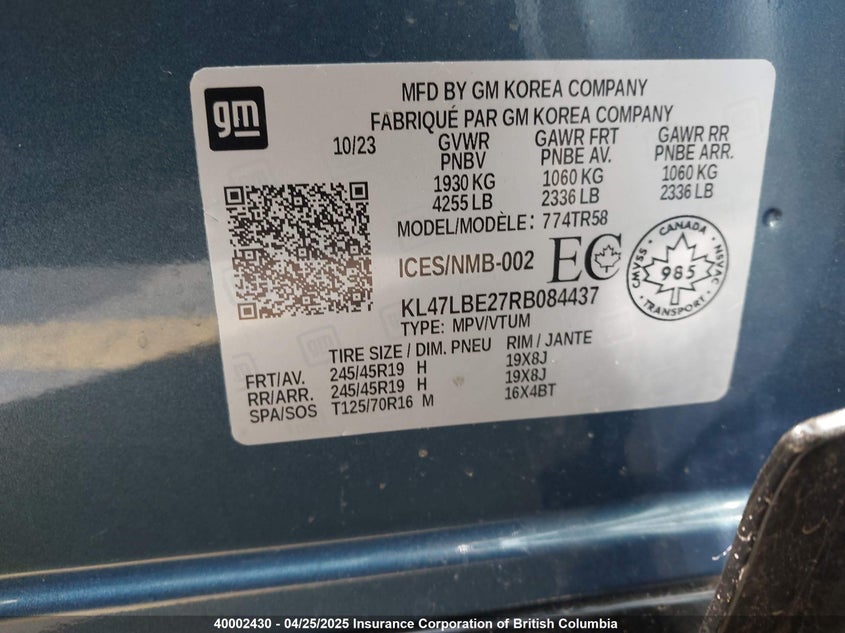 gm
MFD BY GM KOREA COMPANY
FABRIQUÉ PAR GM KOREA COMPANY
10/23
GVWR GAWR FRT GAWR RR
PNBV PNBE AV. PNBE ARR.
1930 KG 1060 KG 1060 KG
4255 LB 2336 LB 2336 LB
MODEL/MODÈLE: 774TR58
ICES/NMB-002 EC
CANADA
CMVSS 985 NSVAC
TRANSPORT
KL47LBE27RB084437
TYPE: MPV/VTUM
TIRE SIZE / DIM. PNEU RIM / JANTE
FRT/AV. 245/45R19 H 19X8J
RR/ARR. 245/45R19 H 19X8J
SPA/SOS T125/70R16 M 16X4BT
40002430 - 04/25/2025 Insurance Corporation of British Columbia